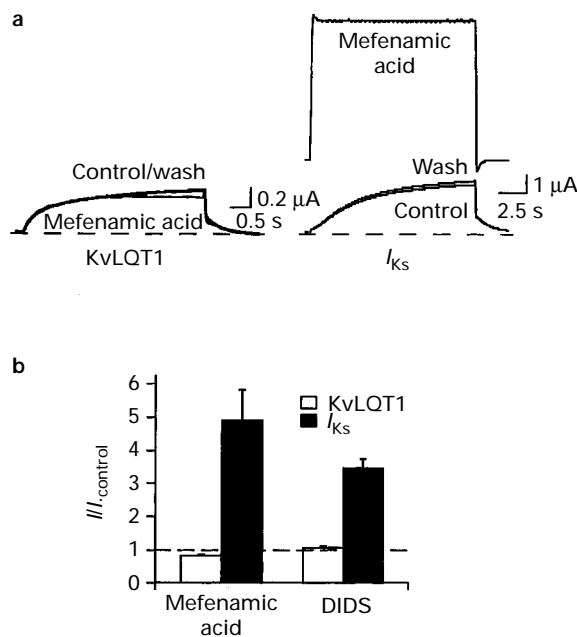 a
Mefenamic
acid
Control/wash
0.2 µA
0.5 s
Mefenamic acid
KvLQT1
Wash
1 µA
Control
2.5 s
IKs
b
6
5
4
3
2
1
0
I/I-control
KvLQT1
IKs
Mefenamic
acid
DIDS